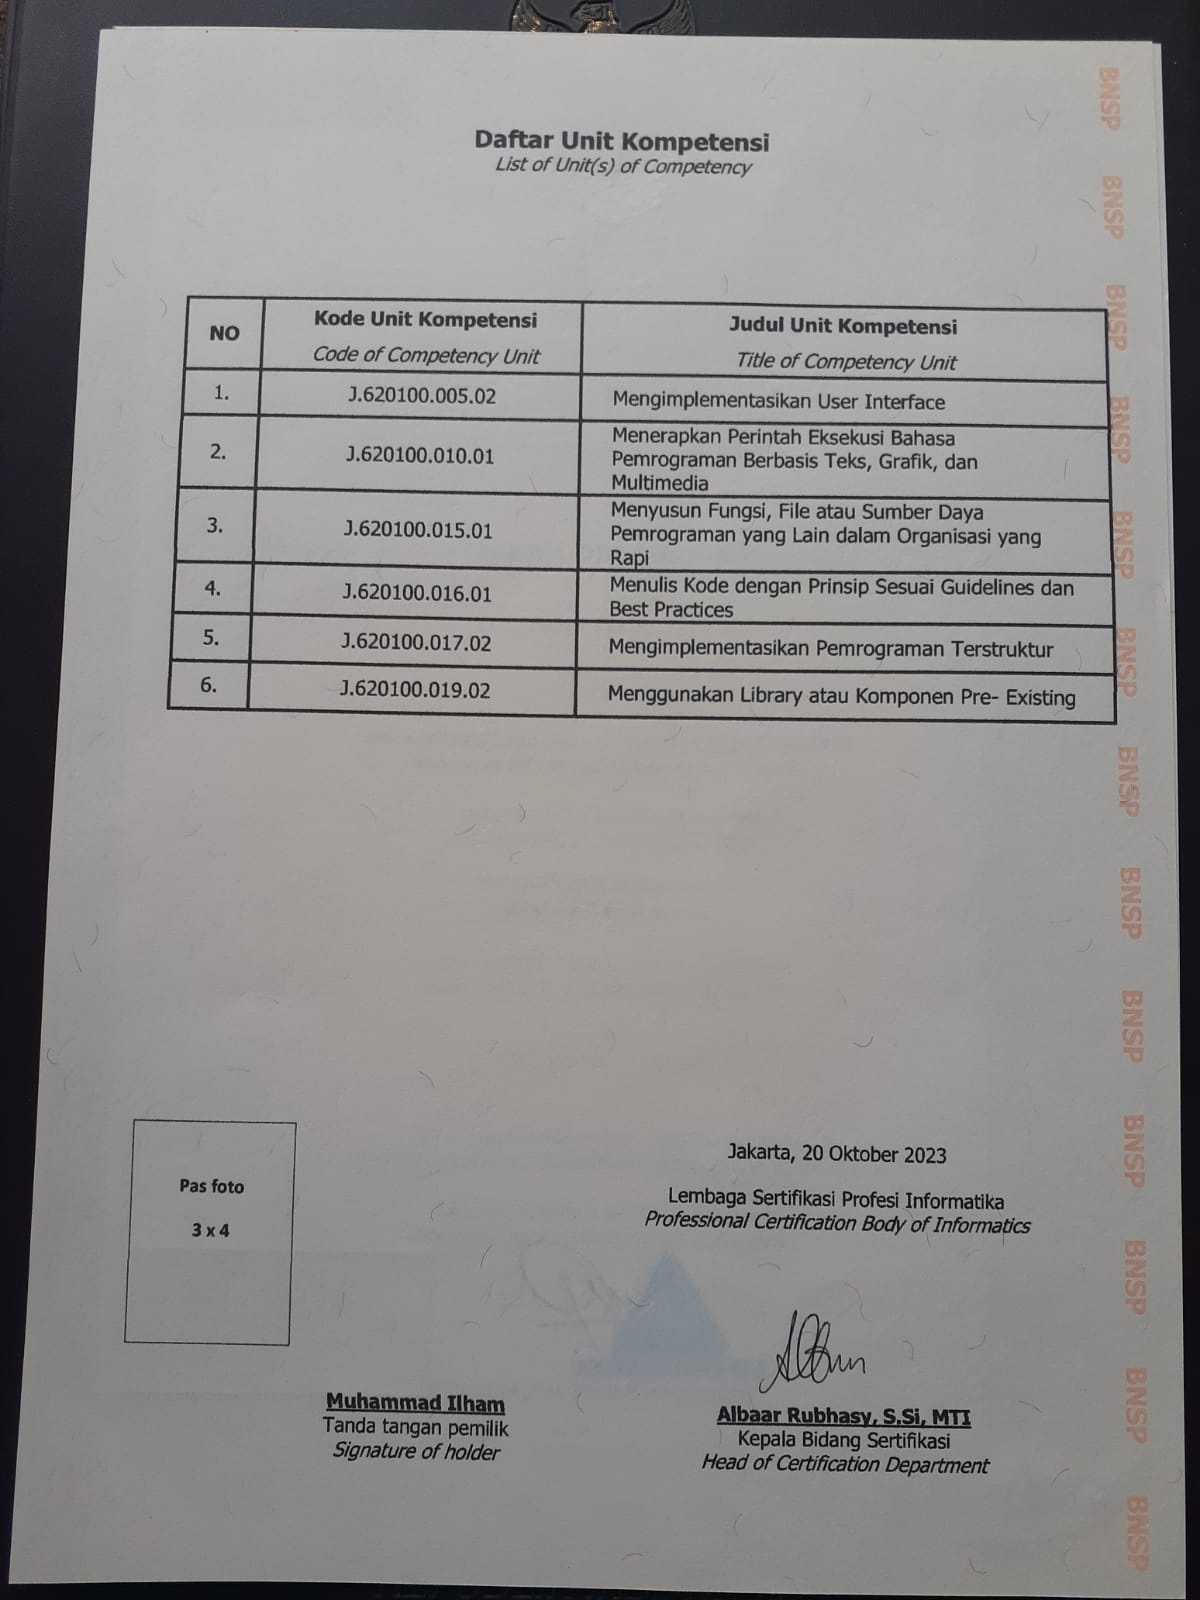 Daftar Unit Kompetensi
List of Unit(s) of Competency
NO
Kode Unit Kompetensi
Code of Competency Unit
Judul Unit Kompetensi
Title of Competency Unit
1.
J.620100.005.02
Mengimplementasikan User Interface
2.
J.620100.010.01
Menerapkan Perintah Eksekusi Bahasa
Pemrograman Berbasis Teks, Grafik, dan
Multimedia
3.
J.620100.015.01
Menyusun Fungsi, File atau Sumber Daya
Pemrograman yang Lain dalam Organisasi yang
Rapi
4.
J.620100.016.01
Menulis Kode dengan Prinsip Sesuai Guidelines dan
Best Practices
5.
J.620100.017.02
Mengimplementasikan Pemrograman Terstruktur
6.
J.620100.019.02
Menggunakan Library atau Komponen Pre- Existing
Pas foto
3 x 4
Jakarta, 20 Oktober 2023
Lembaga Sertifikasi Profesi Informatika
Professional Certification Body of Informatics
Muhammad Ilham
Tanda tangan pemilik
Signature of holder
Albaar Rubhasy, S.Si, MTI
Kepala Bidang Sertifikasi
Head of Certification Department
BNSP
BNSP
BNSP
BNSP
BNSP
BNSP
BNSP
BNSP
BNSP
BNSP
BNSP
BNSP
BNSP